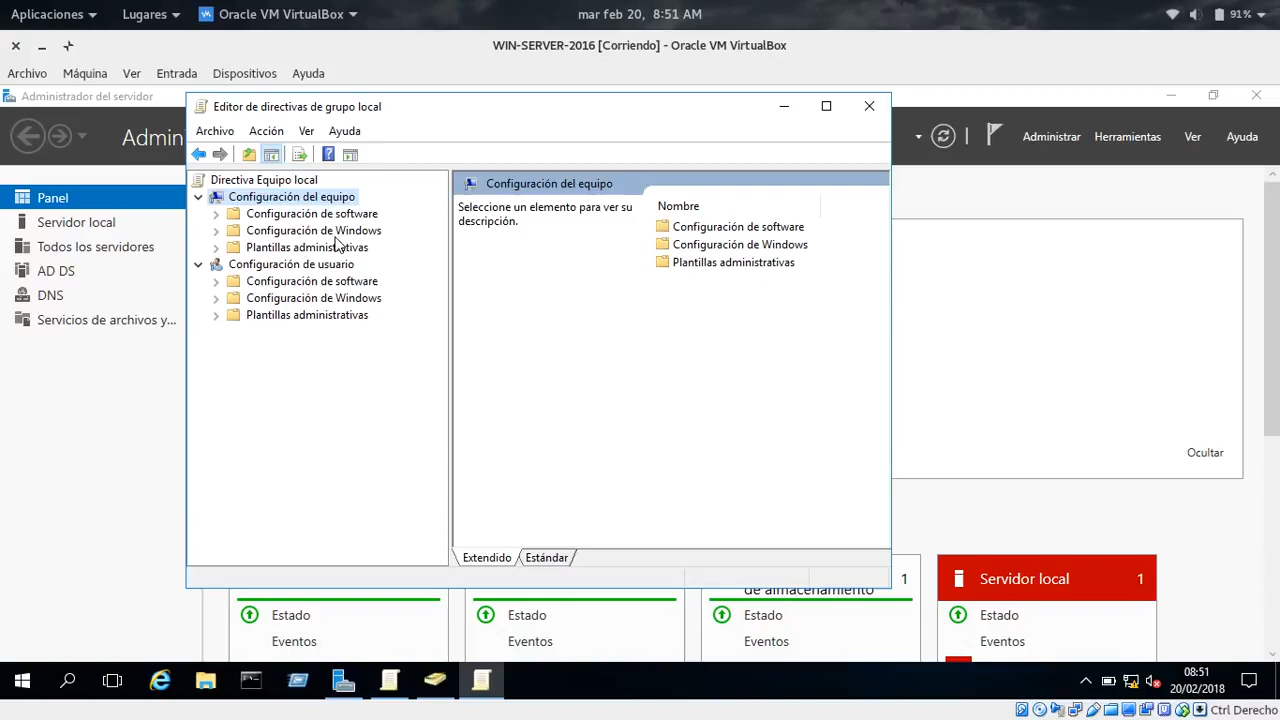 Aplicaciones Lugares Oracle VM VirtualBox mar feb 20, 8:51 AM 91%
WIN-SERVER-2016 [Corriendo] - Oracle VM VirtualBox
Archivo Máquina Ver Entrada Dispositivos Ayuda
Administrador del servidor
Admin
Administrar Herramientas Ver Ayuda
Editor de directivas de grupo local
Archivo Acción Ver Ayuda
Panel
Servidor local
Todos los servidores
AD DS
DNS
Servicios de archivos y...
Directiva Equipo local
Configuración del equipo
Configuración de software
Configuración de Windows
Plantillas administrativas
Configuración de usuario
Configuración de software
Configuración de Windows
Plantillas administrativas
Configuración del equipo
Seleccione un elemento para ver su
descripción.
Nombre
Configuración de software
Configuración de Windows
Plantillas administrativas
Extendido Estándar
Ocultar
de almacenamiento 1
Servidor local 1
Estado Estado Estado Estado
Eventos Eventos Eventos Eventos
08:51
20/02/2018
Ctrl Derecho